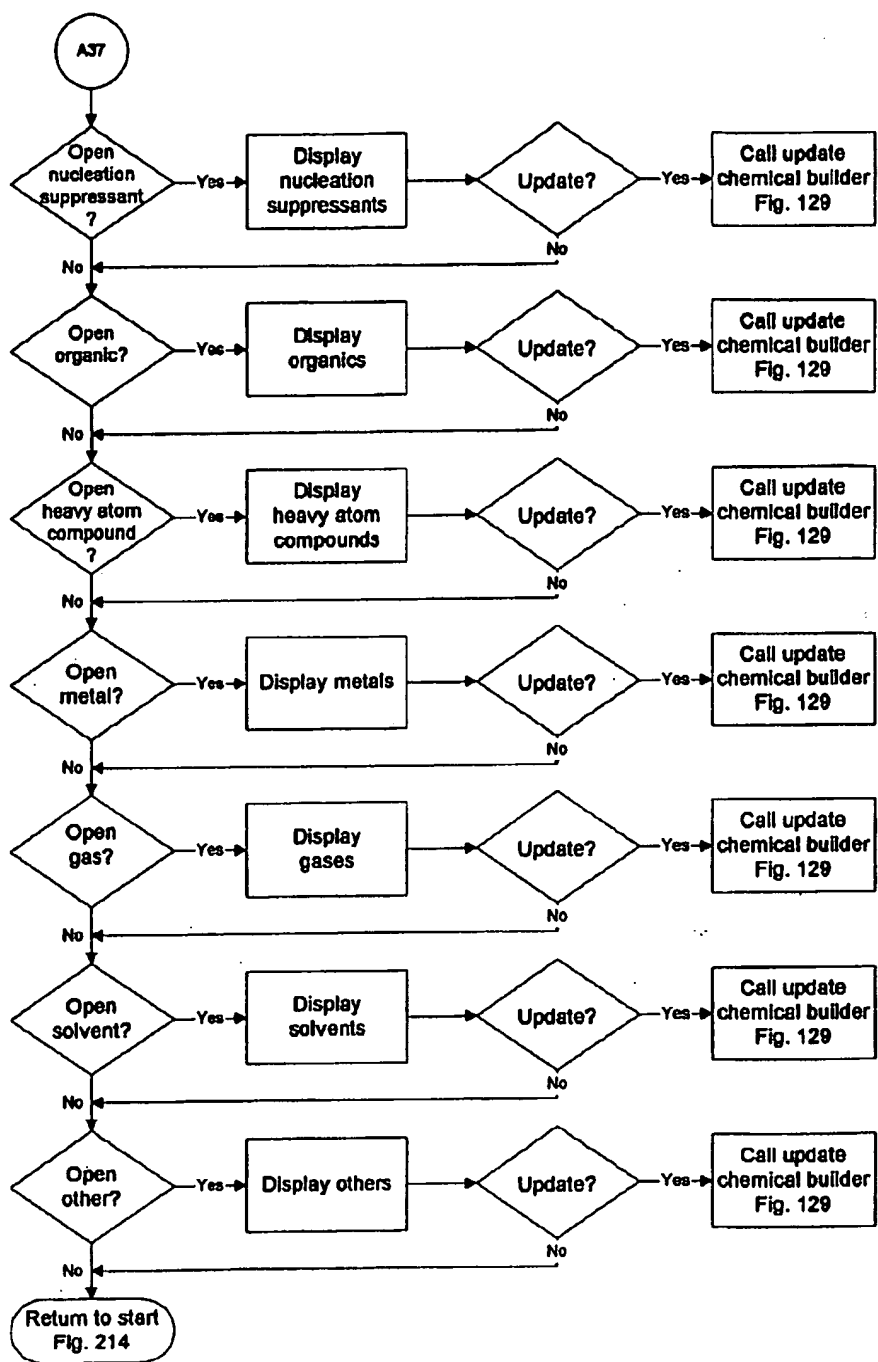 A37
Open
nucleation
suppressant
?
Yes
Display
nucleation
suppressants
Update?
Yes
Call update
chemical builder
Fig. 129
No
No
Open
organic?
Yes
Display
organics
Update?
Yes
Call update
chemical builder
Fig. 129
No
No
Open
heavy atom
compound
?
Yes
Display
heavy atom
compounds
Update?
Yes
Call update
chemical builder
Fig. 129
No
No
Open
metal?
Yes
Display metals
Update?
Yes
Call update
chemical builder
Fig. 129
No
No
Open
gas?
Yes
Display
gases
Update?
Yes
Call update
chemical builder
Fig. 129
No
No
Open
solvent?
Yes
Display
solvents
Update?
Yes
Call update
chemical builder
Fig. 129
No
No
Open
other?
Yes
Display others
Update?
Yes
Call update
chemical builder
Fig. 129
No
No
Return to start
Fig. 214